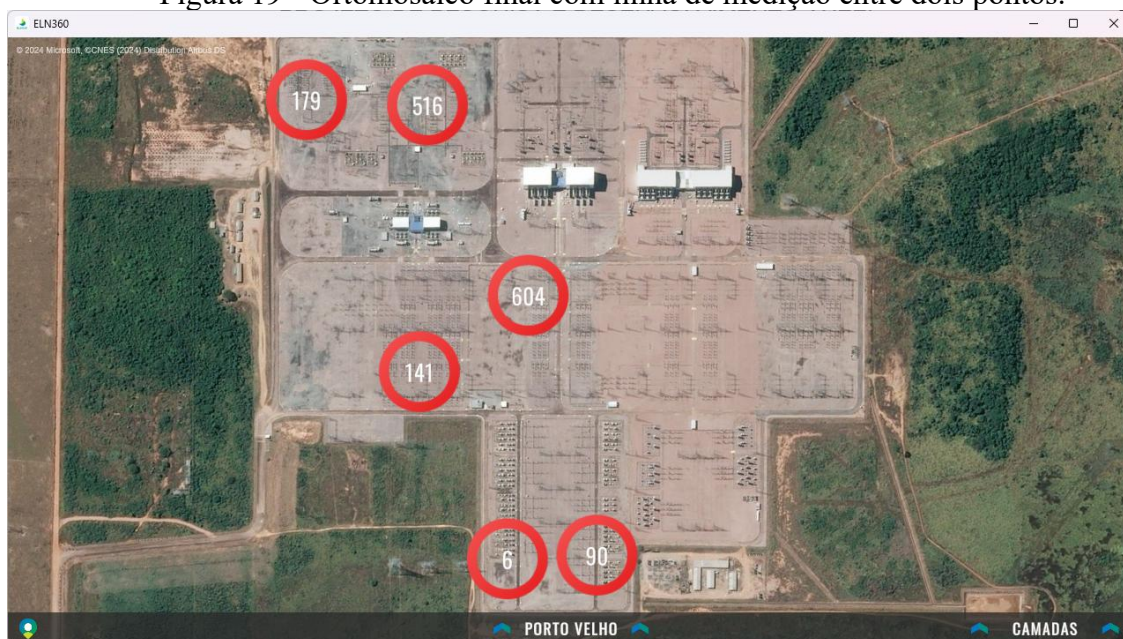 Figura 19 - Ortomosaico final com linha de medição entre dois pontos.
ELN360
© 2024 Microsoft, ©CNES (2024) Distribution Airbus DS
179
516
604
141
6
90
PORTO VELHO
CAMADAS